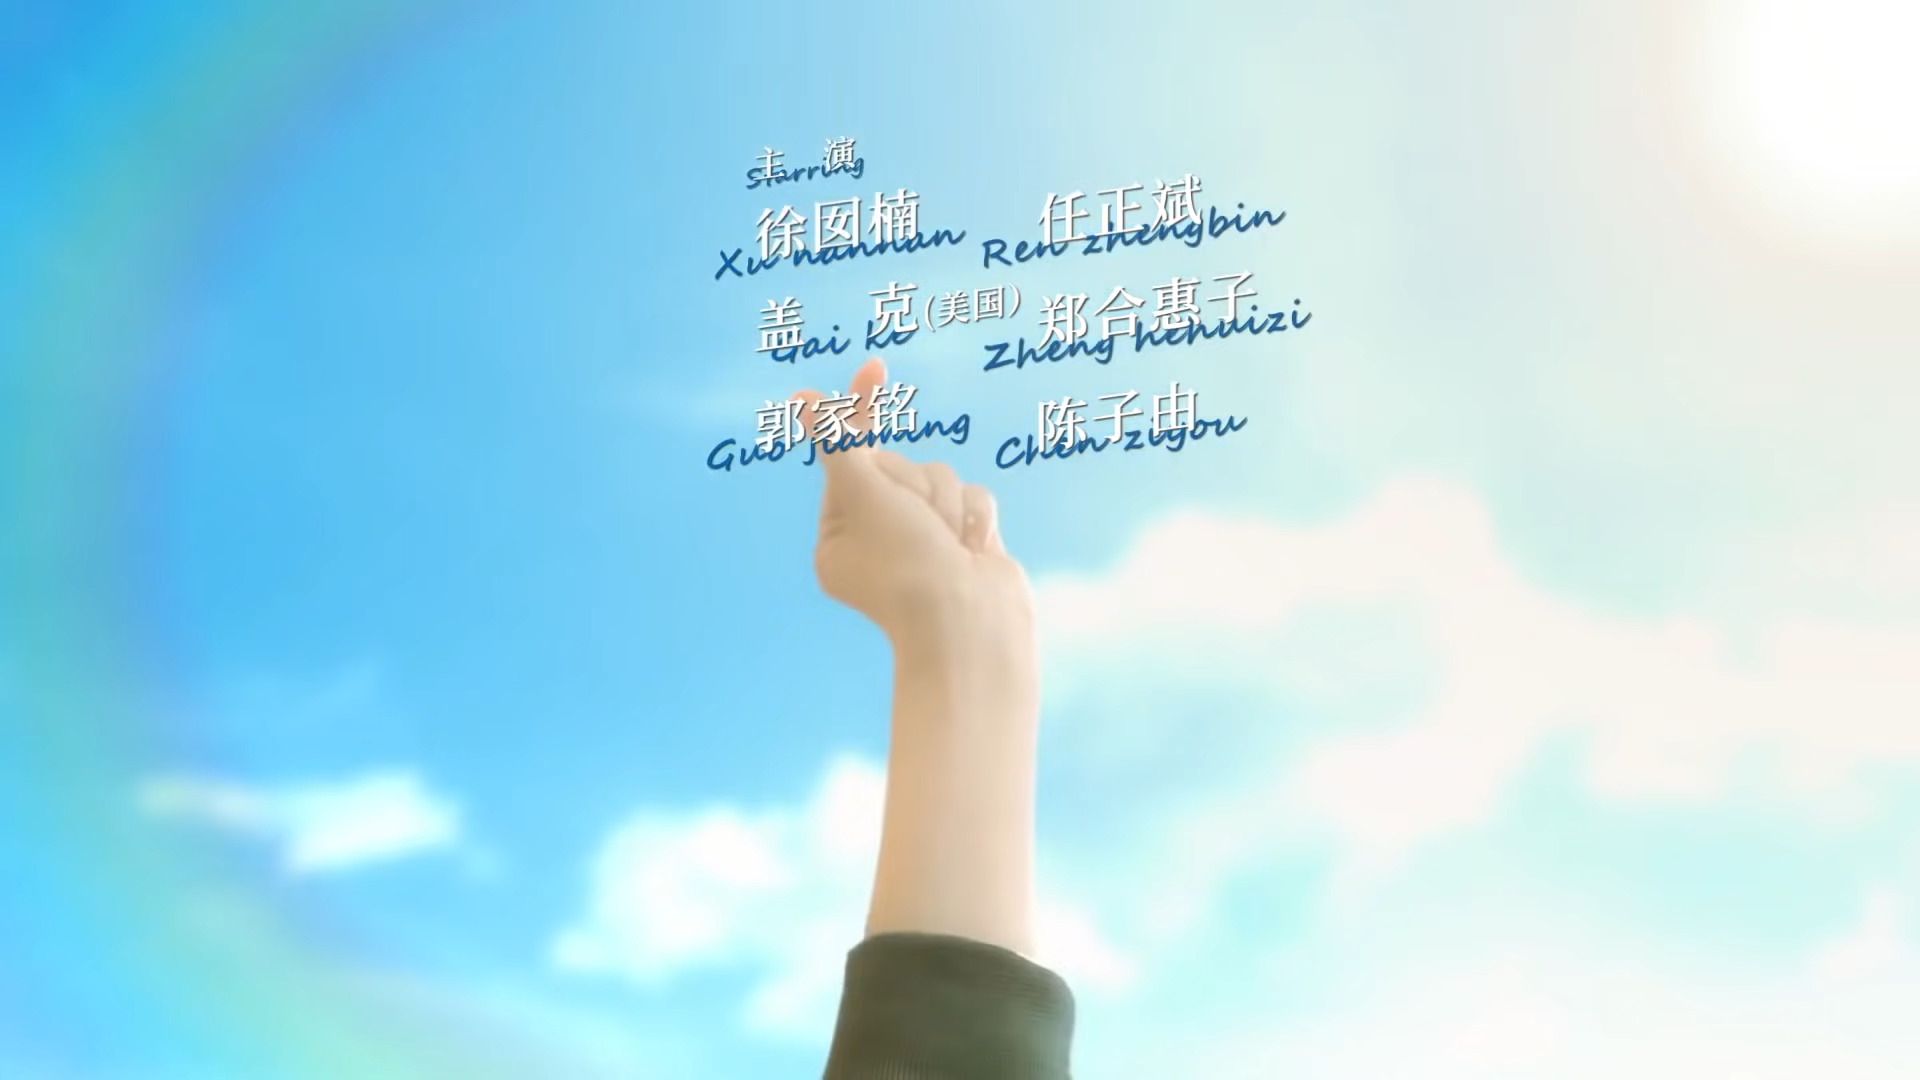 主 演
Starring
徐囡楠 任正斌
Xu nannan Ren zhengbin
盖 克(美国) 郑合惠子
Gai ke Zheng hehuizi
郭家铭 陈子由
Guo jiaming Chen ziyou